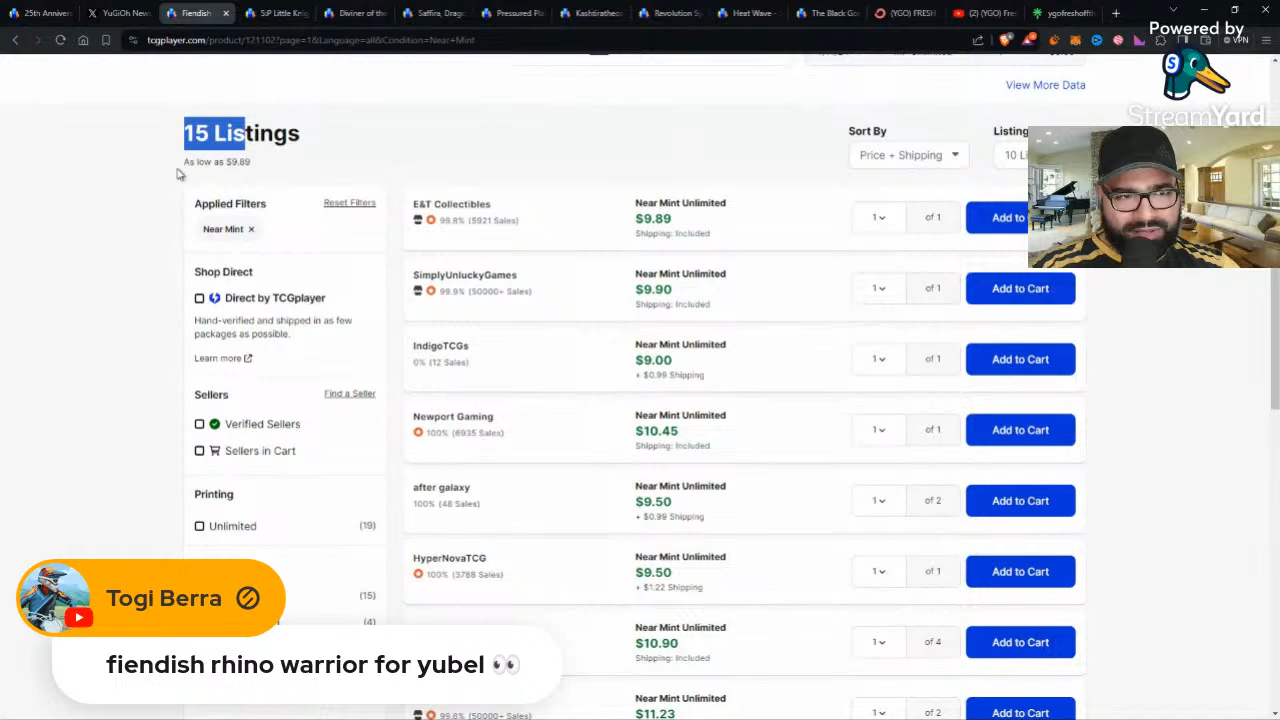 25th Anniver
YuGiOh News
Fiendish
S:P Little Knig
Diviner of the
Saffira, Drago
Pressured Pla
Kashtirathesc
Revolution Sy
Heat Wave -
The Black Go
(YGO) FRESH
(YGO) Fres
ygofreshoffth
tcgplayer.com/product/121102?page=1&Language=all&Condition=Near+Mint
VPN
Powered by
StreamYard
View More Data
15 Listings
As low as $9.89
Sort By
Price + Shipping
Listing
10 Li
Applied Filters
Reset Filters
Near Mint ×
Shop Direct
Direct by TCGplayer
Hand-verified and shipped in as few
packages as possible.
Learn more
Sellers
Find a Seller
Verified Sellers
Sellers in Cart
Printing
Unlimited
(19)
(15)
(4)
E&T Collectibles
99.8% (5921 Sales)
Near Mint Unlimited
$9.89
Shipping: Included
1
of 1
Add to
SimplyUnluckyGames
99.9% (50000+ Sales)
Near Mint Unlimited
$9.90
Shipping: Included
1
of 1
Add to Cart
IndigoTCGs
0% (12 Sales)
Near Mint Unlimited
$9.00
+ $0.99 Shipping
1
of 1
Add to Cart
Newport Gaming
100% (6935 Sales)
Near Mint Unlimited
$10.45
Shipping: Included
1
of 1
Add to Cart
after galaxy
100% (48 Sales)
Near Mint Unlimited
$9.50
+ $0.99 Shipping
1
of 2
Add to Cart
HyperNovaTCG
100% (3788 Sales)
Near Mint Unlimited
$9.50
+ $1.22 Shipping
1
of 1
Add to Cart
Near Mint Unlimited
$10.90
Shipping: Included
1
of 4
Add to Cart
99.8% (50000+ Sales)
Near Mint Unlimited
$11.23
1
of 2
Add to Cart
Togi Berra
fiendish rhino warrior for yubel 👀